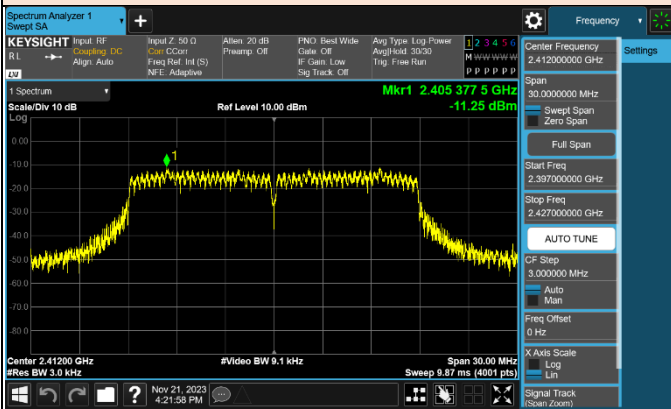 Spectrum Analyzer 1
Swept SA
+
Frequency
KEYSIGHT
R L
Input: RF
Coupling: DC
Align: Auto
Input Z: 50 Ω
Corr CCorr
Freq Ref: Int (S)
NFE: Adaptive
Atten: 20 dB
Preamp: Off
PNO: Best Wide
Gate: Off
IF Gain: Low
Sig Track: Off
Avg Type: Log-Power
Avg|Hold: 30/30
Trig: Free Run
1 2 3 4 5 6
M W W W W W
P P P P P P
1 Spectrum
Scale/Div 10 dB
Log
Ref Level 10.00 dBm
Mkr1 2.405 377 5 GHz
-11.25 dBm
1
0.00
-10.0
-20.0
-30.0
-40.0
-50.0
-60.0
-70.0
-80.0
Center 2.41200 GHz
#Res BW 3.0 kHz
#Video BW 9.1 kHz
Span 30.00 MHz
Sweep 9.87 ms (4001 pts)
Nov 21, 2023
4:21:58 PM
?
Center Frequency
2.412000000 GHz
Settings
Span
30.0000000 MHz
Swept Span
Zero Span
Full Span
Start Freq
2.397000000 GHz
Stop Freq
2.427000000 GHz
AUTO TUNE
CF Step
3.000000 MHz
Auto
Man
Freq Offset
0 Hz
X Axis Scale
Log
Lin
Signal Track
(Span Zoom)